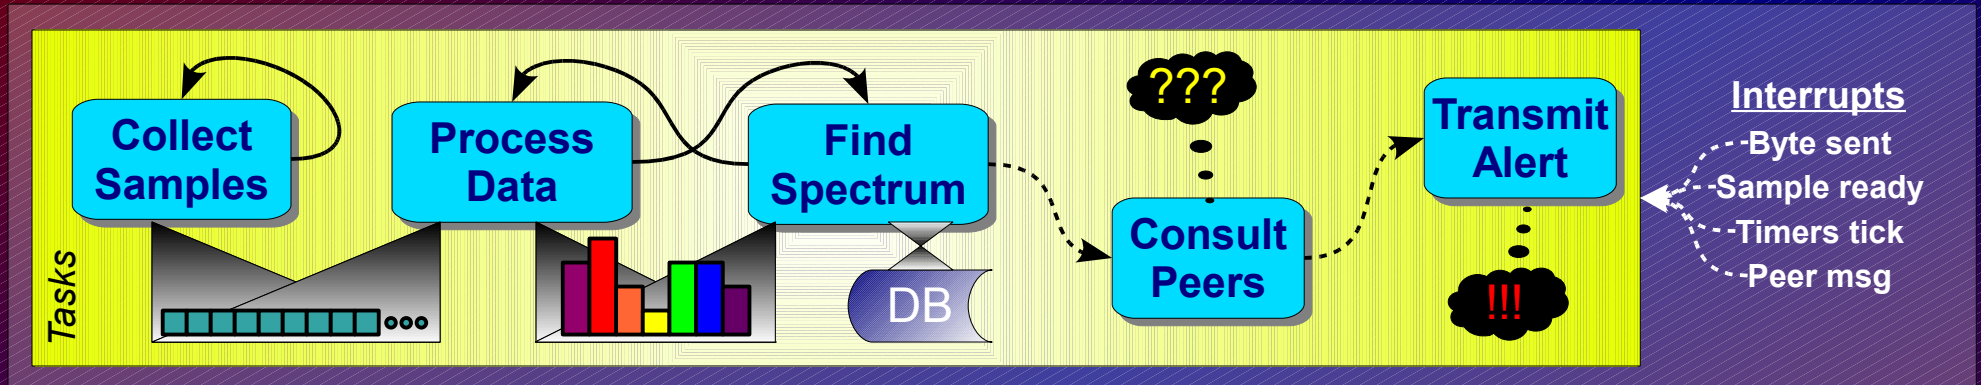 Tasks
Collect
Samples
Process
Data
Find
Spectrum
DB
???
Consult
Peers
Transmit
Alert
!!!
Interrupts
-Byte sent
-Sample ready
-Timers tick
-Peer msg